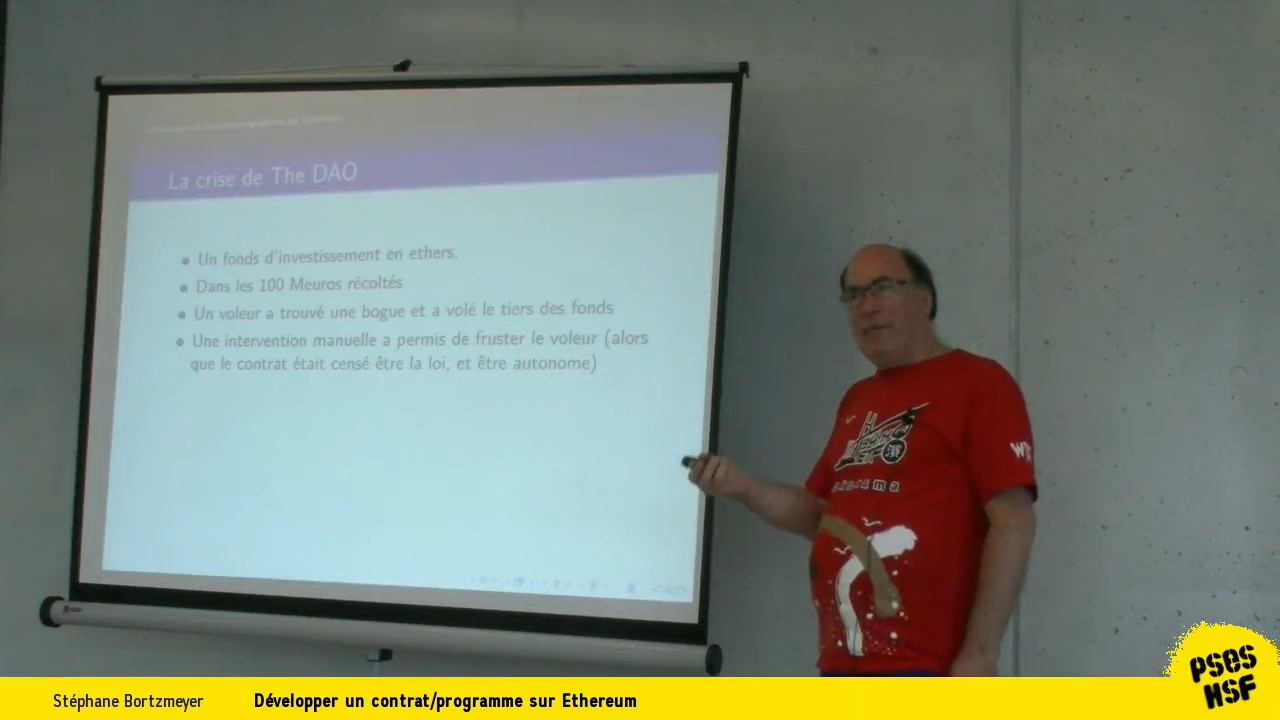 La crise de The DAO
• Un fonds d'investissement en ethers.
• Dans les 100 Meuros récoltés
• Un voleur a trouvé une bogue et a volé le tiers des fonds
• Une intervention manuelle a permis de fruster le voleur (alors
que le contrat était censé être la loi, et être autonome)
Stéphane Bortzmeyer
Développer un contrat/programme sur Ethereum
PSES
HSF